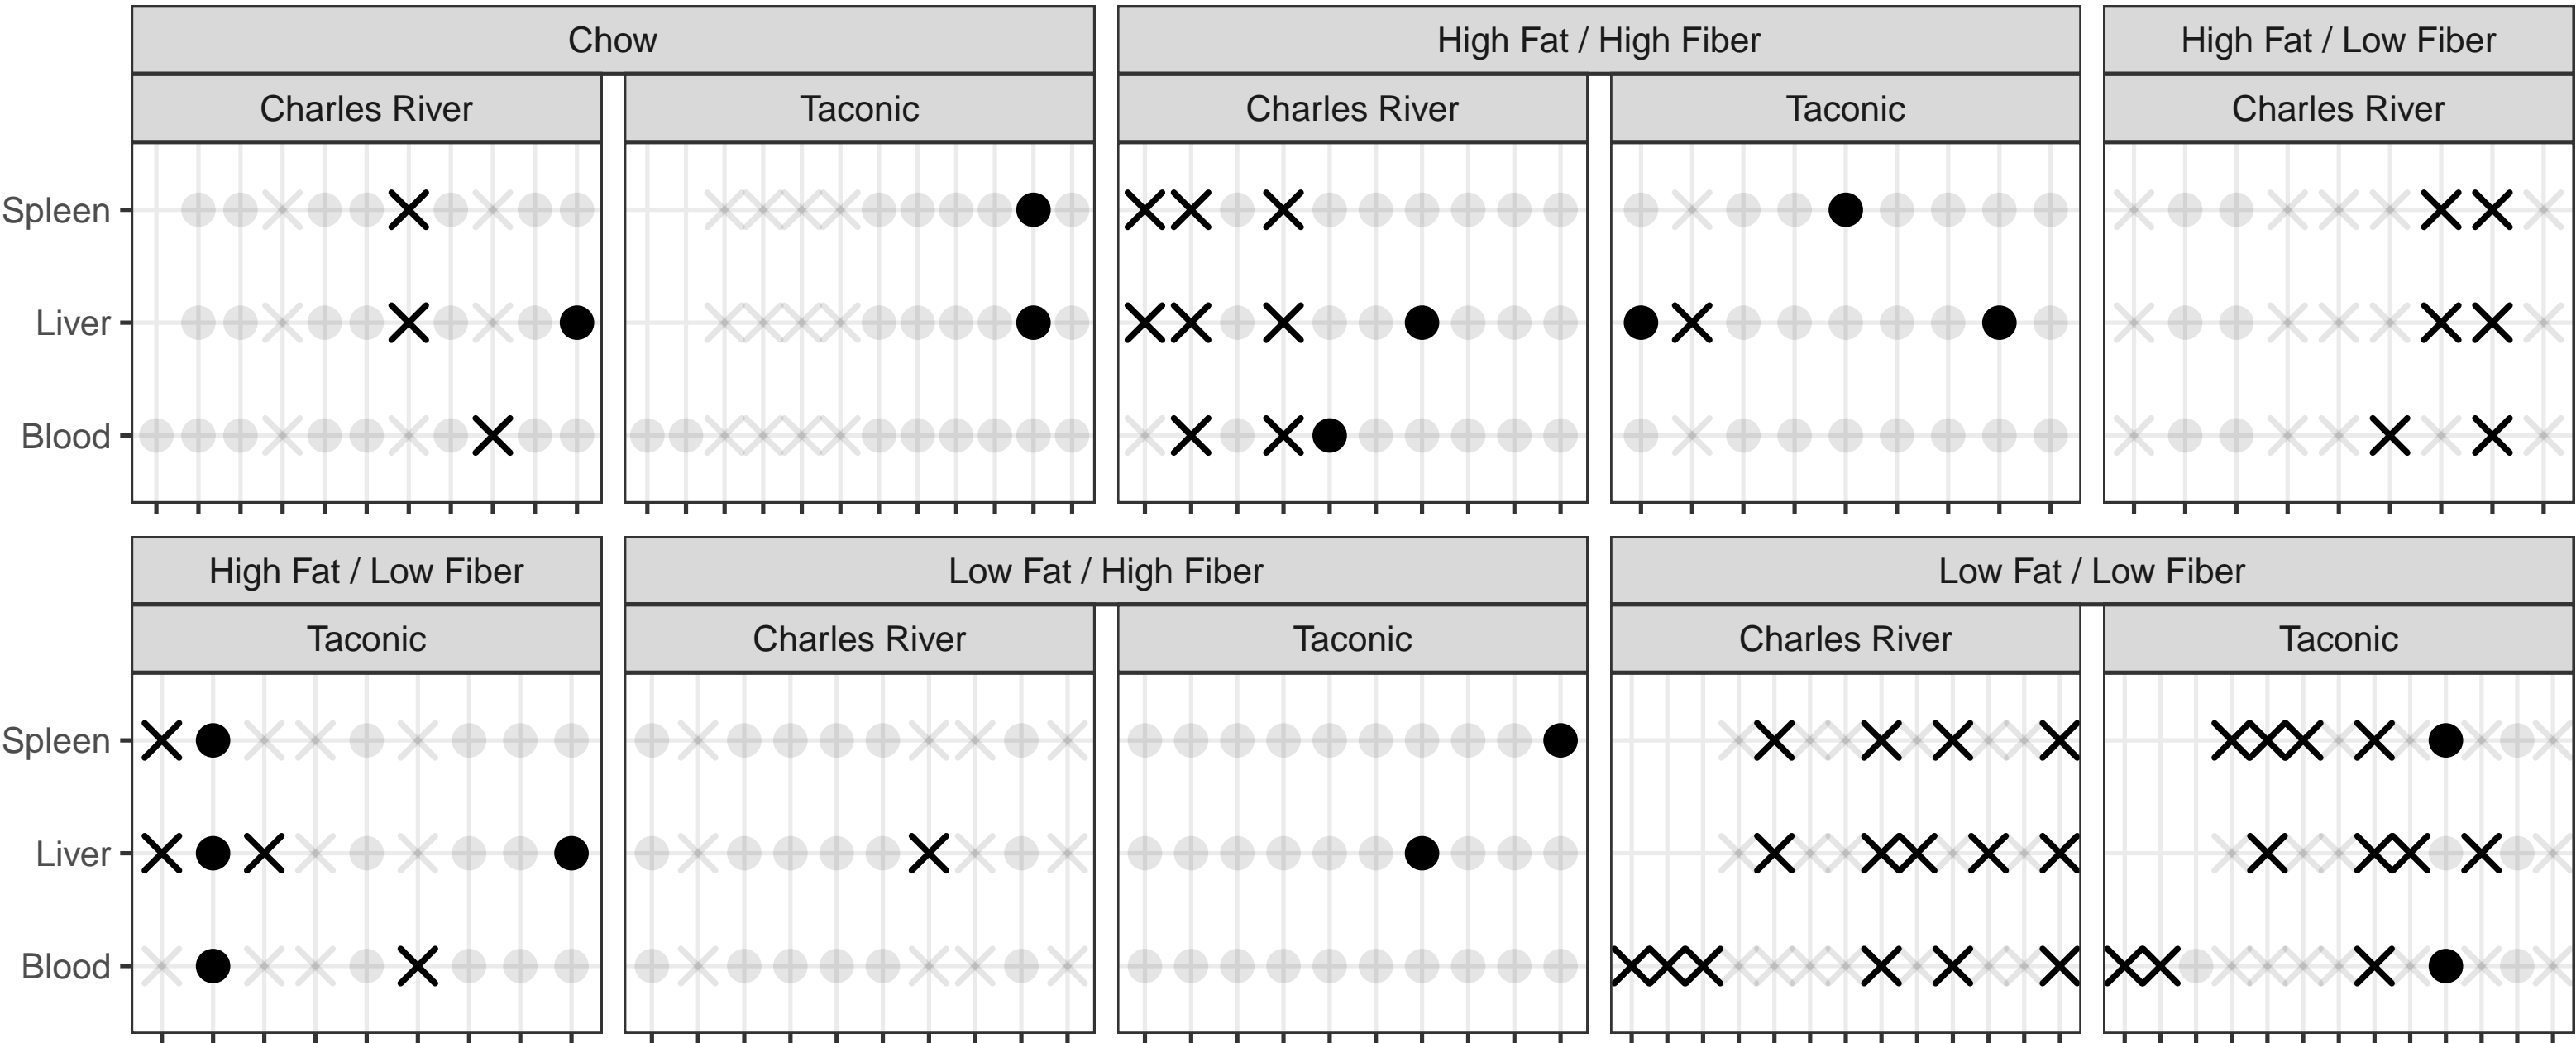 Chow
High Fat / High Fiber
High Fat / Low Fiber
Charles River
Taconic
Charles River
Taconic
Charles River
Spleen
Liver
Blood
High Fat / Low Fiber
Low Fat / High Fiber
Low Fat / Low Fiber
Taconic
Charles River
Taconic
Charles River
Taconic
Spleen
Liver
Blood